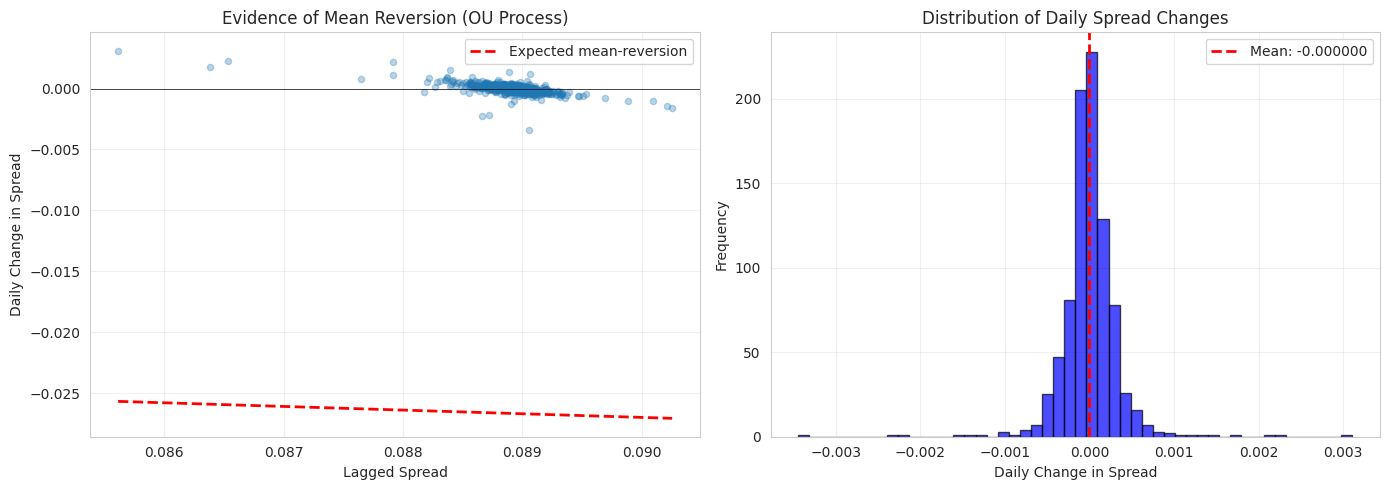 Evidence of Mean Reversion (OU Process)
Expected mean-reversion
0.000
−0.005
−0.010
−0.015
−0.020
−0.025
Daily Change in Spread
0.086
0.087
0.088
0.089
0.090
Lagged Spread
Distribution of Daily Spread Changes
Mean: -0.000000
200
150
100
50
0
Frequency
−0.003
−0.002
−0.001
0.000
0.001
0.002
0.003
Daily Change in Spread